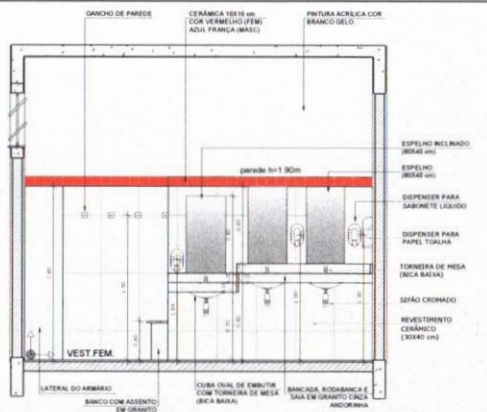 GANCHO DE PAREDE
CERÂMICA 10X10 cm
COR VERMELHO (FEM)
AZUL FRANÇA (MASC)
PINTURA ACRÍLICA COR
BRANCO GELO
ESPELHO INCLINADO
(80X40 cm)
parede h=1.90m
ESPELHO
(80X40 cm)
DISPENSER PARA
SABONETE LÍQUIDO
DISPENSER PARA
PAPEL TOALHA
TORNEIRA DE MESA
(BICA BAIXA)
SIFÃO CROMADO
REVESTIMENTO
CERÂMICO
(30X40 cm)
VEST.FEM.
LATERAL DO ARMÁRIO
BANCO COM ASSENTO
EM GRANITO
CUBA OVAL DE EMBUTIR
COM TORNEIRA DE MESA
(BICA BAIXA)
BANCADA, RODABANCA E
SAIA EM GRANITO CINZA
ANDORINHA